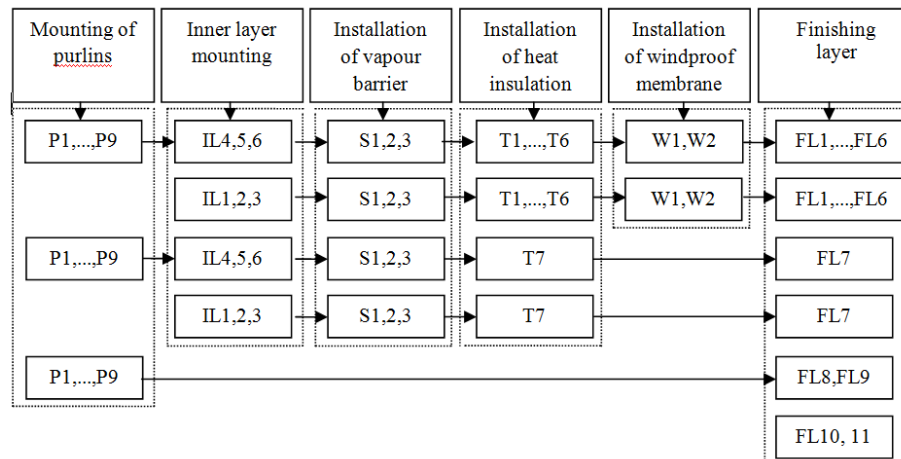 Mounting of
purlins
Inner layer
mounting
Installation
of vapour
barrier
Installation
of heat
insulation
Installation
of windproof
membrane
Finishing
layer
P1,...,P9
IL4,5,6
S1,2,3
T1,...,T6
W1,W2
FL1,...,FL6
IL1,2,3
S1,2,3
T1,...,T6
W1,W2
FL1,...,FL6
P1,...,P9
IL4,5,6
S1,2,3
T7
FL7
IL1,2,3
S1,2,3
T7
FL7
P1,...,P9
FL8,FL9
FL10, 11